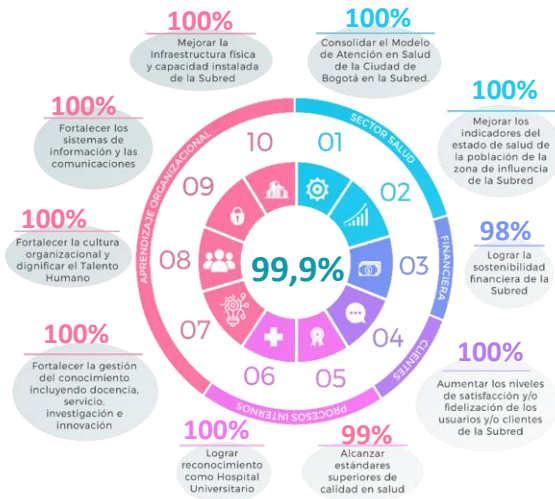 100%
Mejorar la
Infraestructura física
y capacidad instalada
de la Subred
100%
Consolidar el Modelo
de Atención en Salud
de la Ciudad de
Bogotá en la Subred.
100%
Mejorar los
indicadores del
estado de salud de
la población de la
zona de influencia
de la Subred
98%
Lograr la
sostenibilidad
financiera de la
Subred
100%
Aumentar los niveles
de satisfacción y/o
fidelización de los
usuarios y/o clientes
de la Subred
99%
Alcanzar
estándares
superiores de
calidad en salud
100%
Lograr
reconocimiento
como Hospital
Universitario
100%
Fortalecer la gestión
del conocimiento
incluyendo docencia,
servicio,
investigación e
innovación
100%
Fortalecer la cultura
organizacional y
dignificar el Talento
Humano
100%
Fortalecer los
sistemas de
información y las
comunicaciones
SECTOR SALUD
FINANCIERA
CLIENTES
PROCESOS INTERNOS
APRENDIZAJE ORGANIZACIONAL
01
02
03
04
05
06
07
08
09
10
99,9%